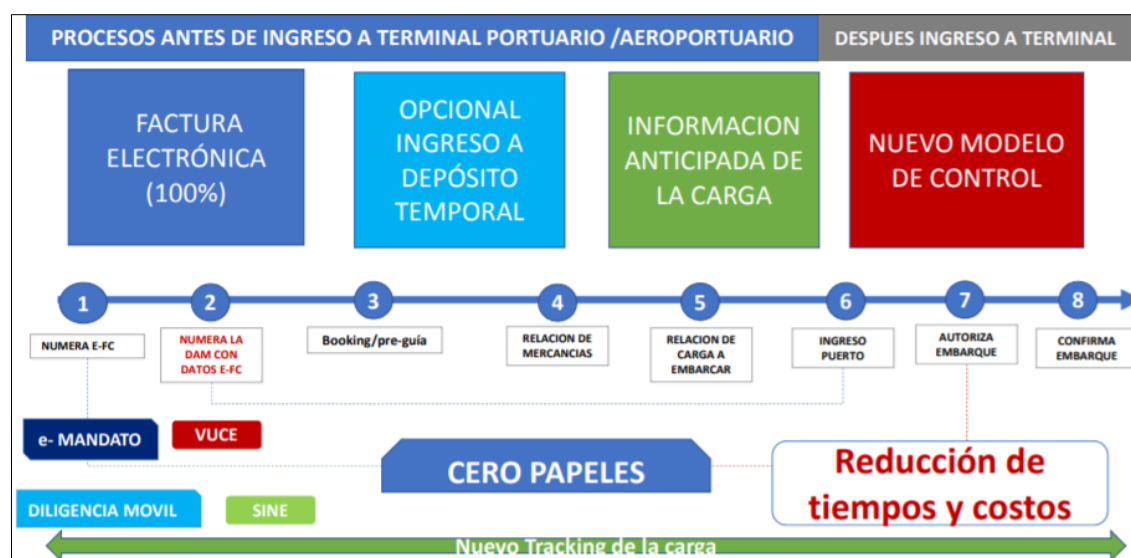 PROCESOS ANTES DE INGRESO A TERMINAL PORTUARIO /AEROPORTUARIO
DESPUES INGRESO A TERMINAL
FACTURA
ELECTRÓNICA
(100%)
OPCIONAL
INGRESO A
DEPÓSITO
TEMPORAL
INFORMACION
ANTICIPADA DE
LA CARGA
NUEVO MODELO
DE CONTROL
1
NUMERA E-FC
2
NUMERA LA
DAM CON
DATOS E-FC
3
Booking/pre-guía
4
RELACION DE
MERCANCIAS
5
RELACION DE
CARGA A
EMBARCAR
6
INGRESO
PUERTO
7
AUTORIZA
EMBARQUE
8
CONFIRMA
EMBARQUE
e- MANDATO
VUCE
CERO PAPELES
Reducción de
tiempos y costos
DILIGENCIA MOVIL
SINE
Nuevo Tracking de la carga